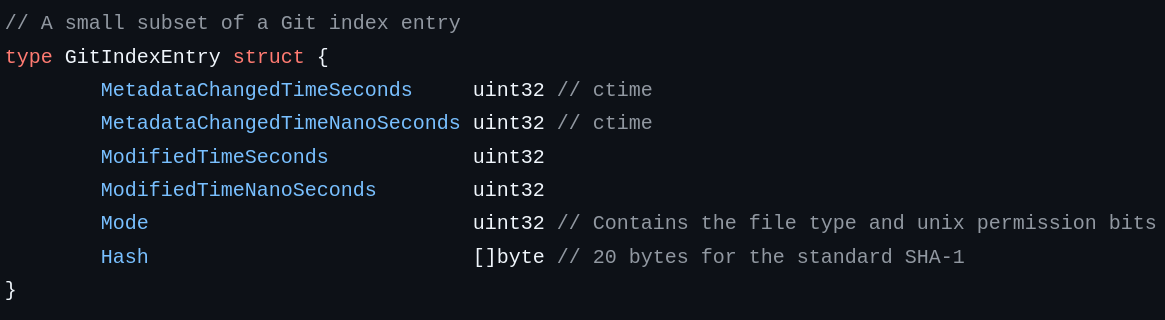 // A small subset of a Git index entry
type GitIndexEntry struct {
        MetadataChangedTimeSeconds     uint32 // ctime
        MetadataChangedTimeNanoSeconds uint32 // ctime
        ModifiedTimeSeconds            uint32
        ModifiedTimeNanoSeconds        uint32
        Mode                           uint32 // Contains the file type and unix permission bits
        Hash                           []byte // 20 bytes for the standard SHA-1
}